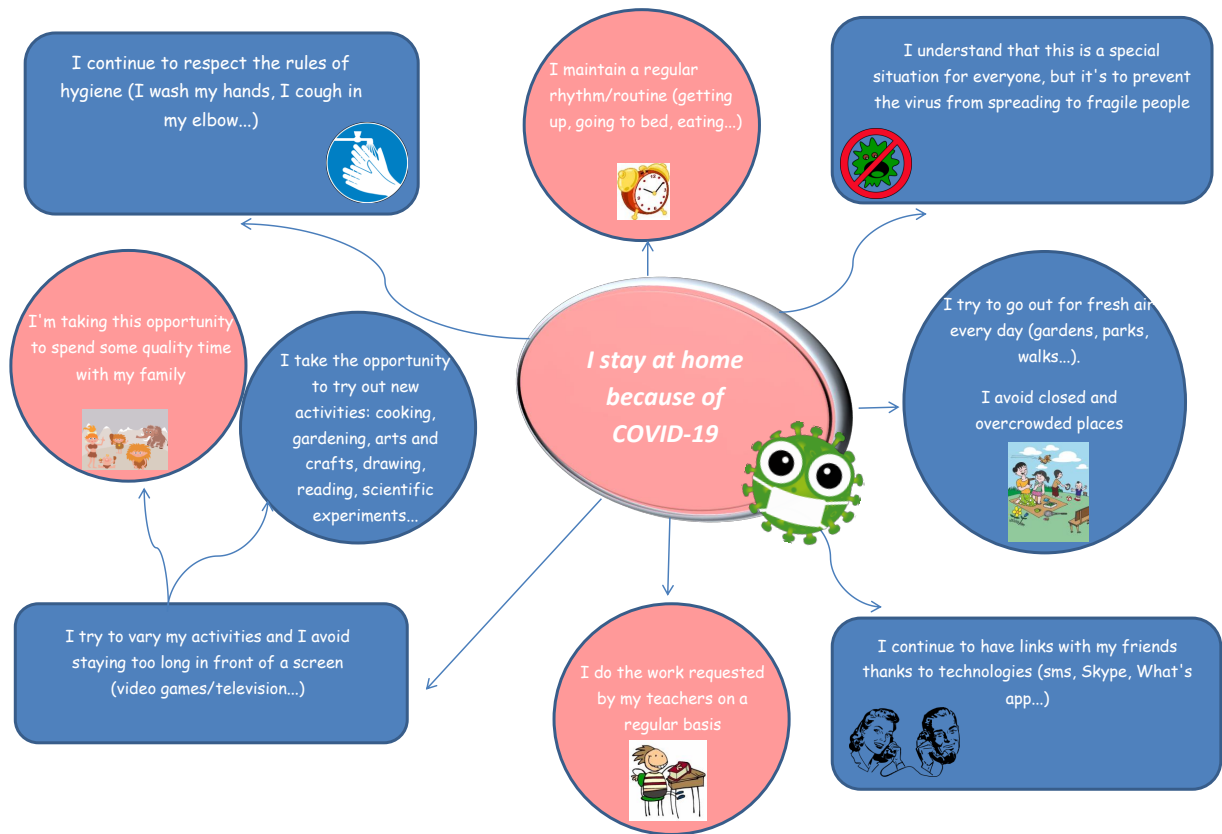 I continue to respect the rules of
hygiene (I wash my hands, I cough in
my elbow...)
I maintain a regular
rhythm/routine (getting
up, going to bed, eating...)
I understand that this is a special
situation for everyone, but it's to prevent
the virus from spreading to fragile people
I'm taking this opportunity
to spend some quality time
with my family
I take the opportunity
to try out new
activities: cooking,
gardening, arts and
crafts, drawing,
reading, scientific
experiments...
I stay at home
because of
COVID-19
I try to go out for fresh air
every day (gardens, parks,
walks...).
I avoid closed and
overcrowded places
I try to vary my activities and I avoid
staying too long in front of a screen
(video games/television...)
I do the work requested
by my teachers on a
regular basis
I continue to have links with my friends
thanks to technologies (sms, Skype, What's
app...)